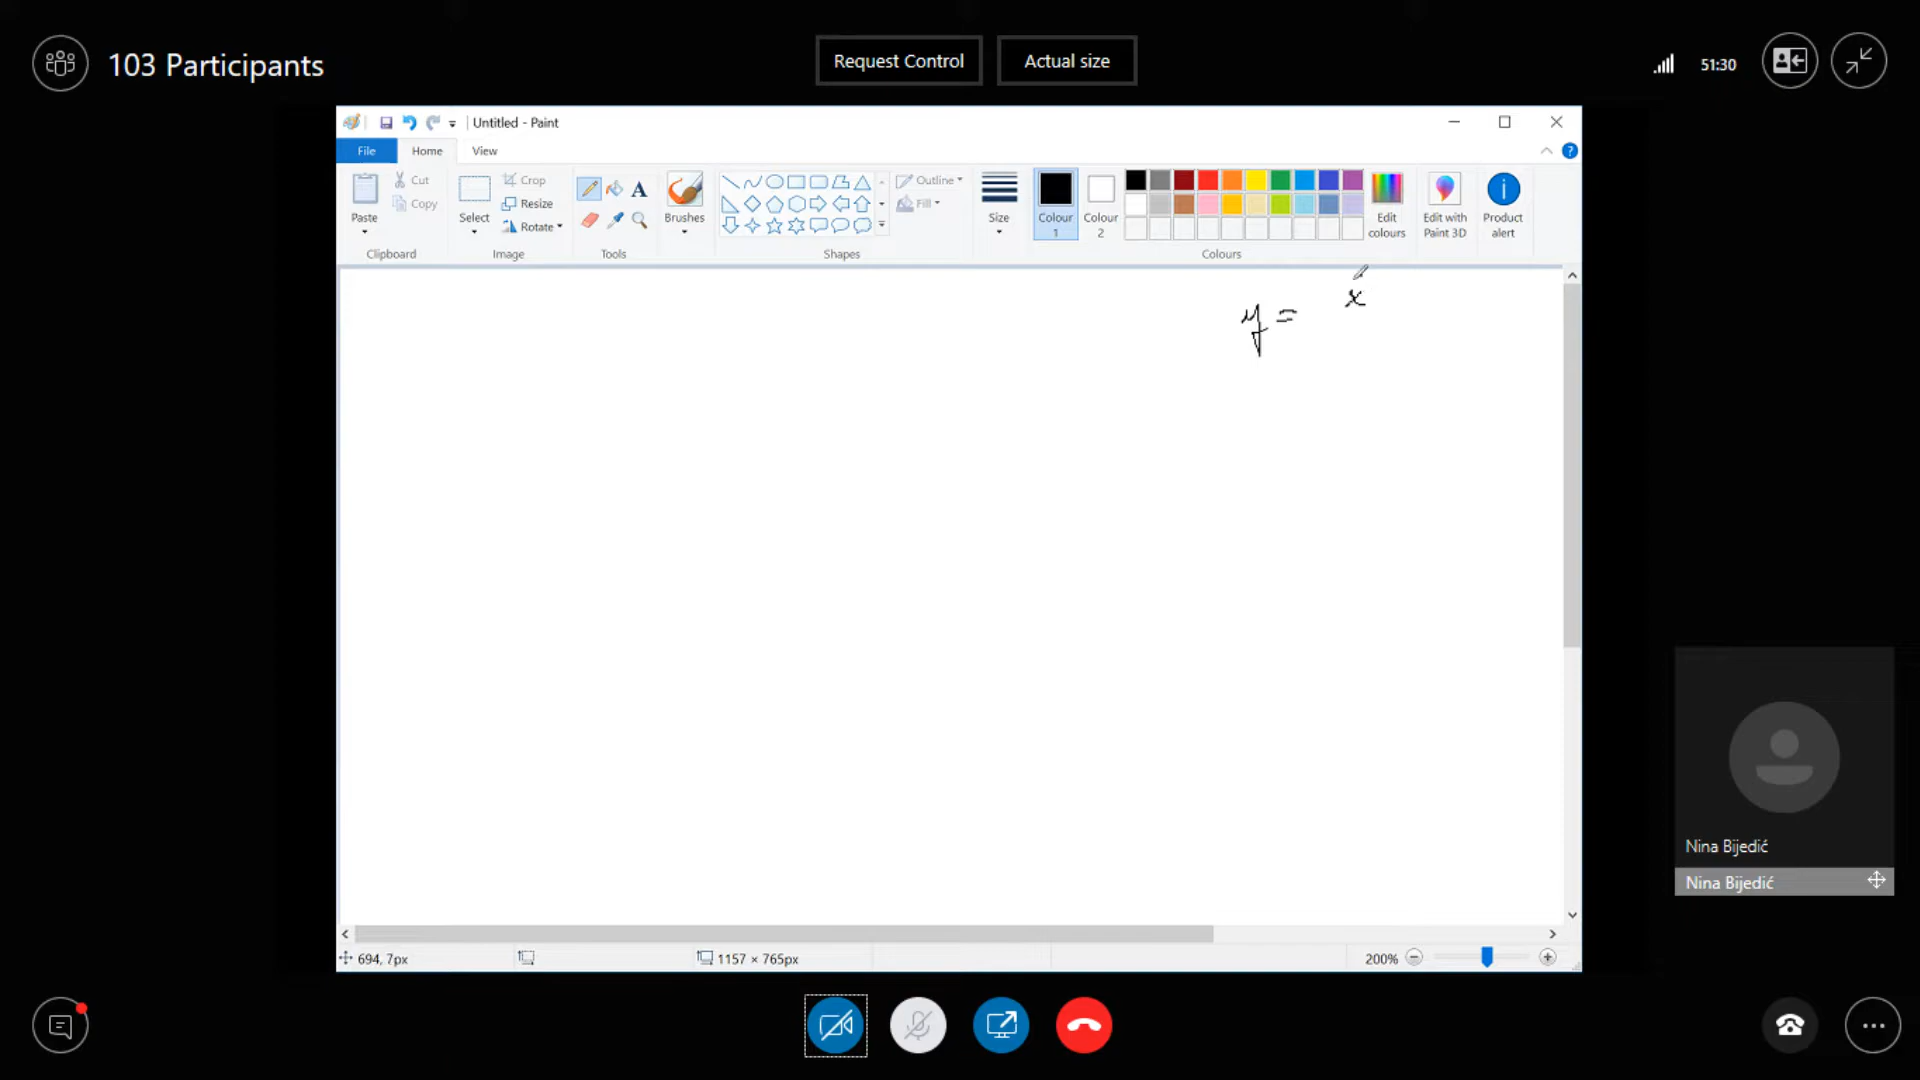 103 Participants
Request Control
Actual size
51:30
Untitled - Paint
File
Home
View
Paste
Cut
Copy
Clipboard
Select
Crop
Resize
Rotate
Image
A
Tools
Brushes
Outline
Fill
Shapes
Size
Colour 1
Colour 2
Edit colours
Colours
Edit with Paint 3D
Product alert
y = x
694, 7px
1157 × 765px
200%
Nina Bijedić
Nina Bijedić